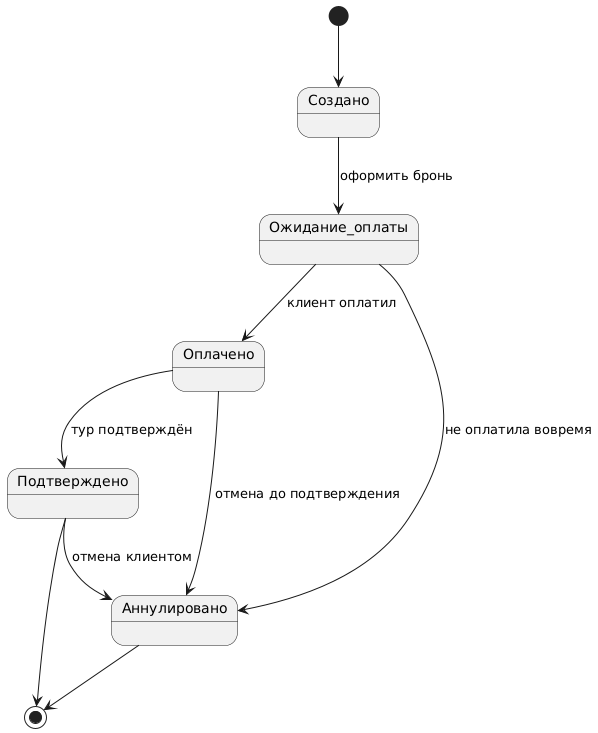 Создано
оформить бронь
Ожидание_оплаты
клиент оплатил
Оплачено
тур подтверждён
не оплатила вовремя
Подтверждено
отмена до подтверждения
отмена клиентом
Аннулировано